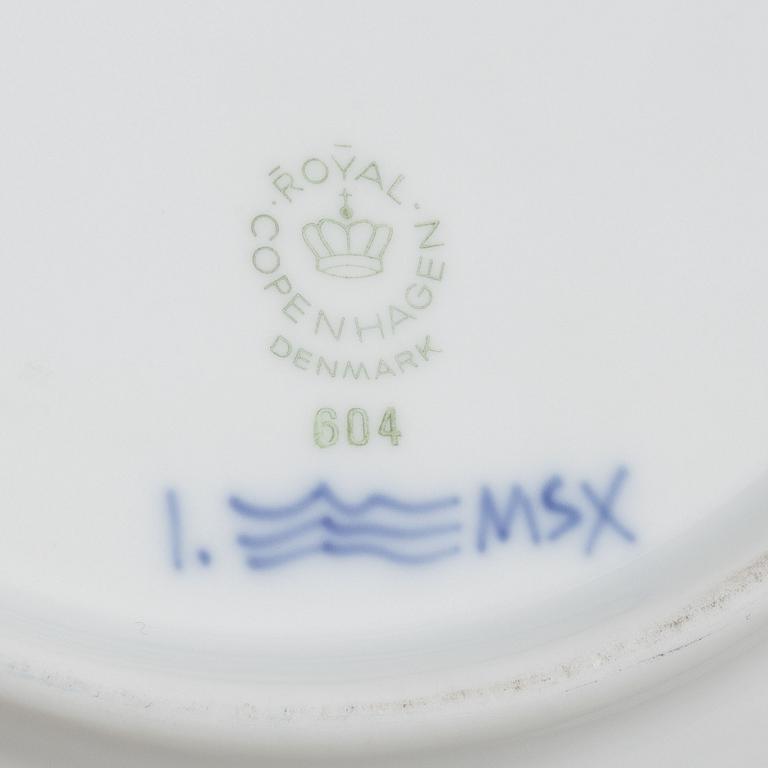 ROYAL
COPENHAGEN
DENMARK
604
1. MSX